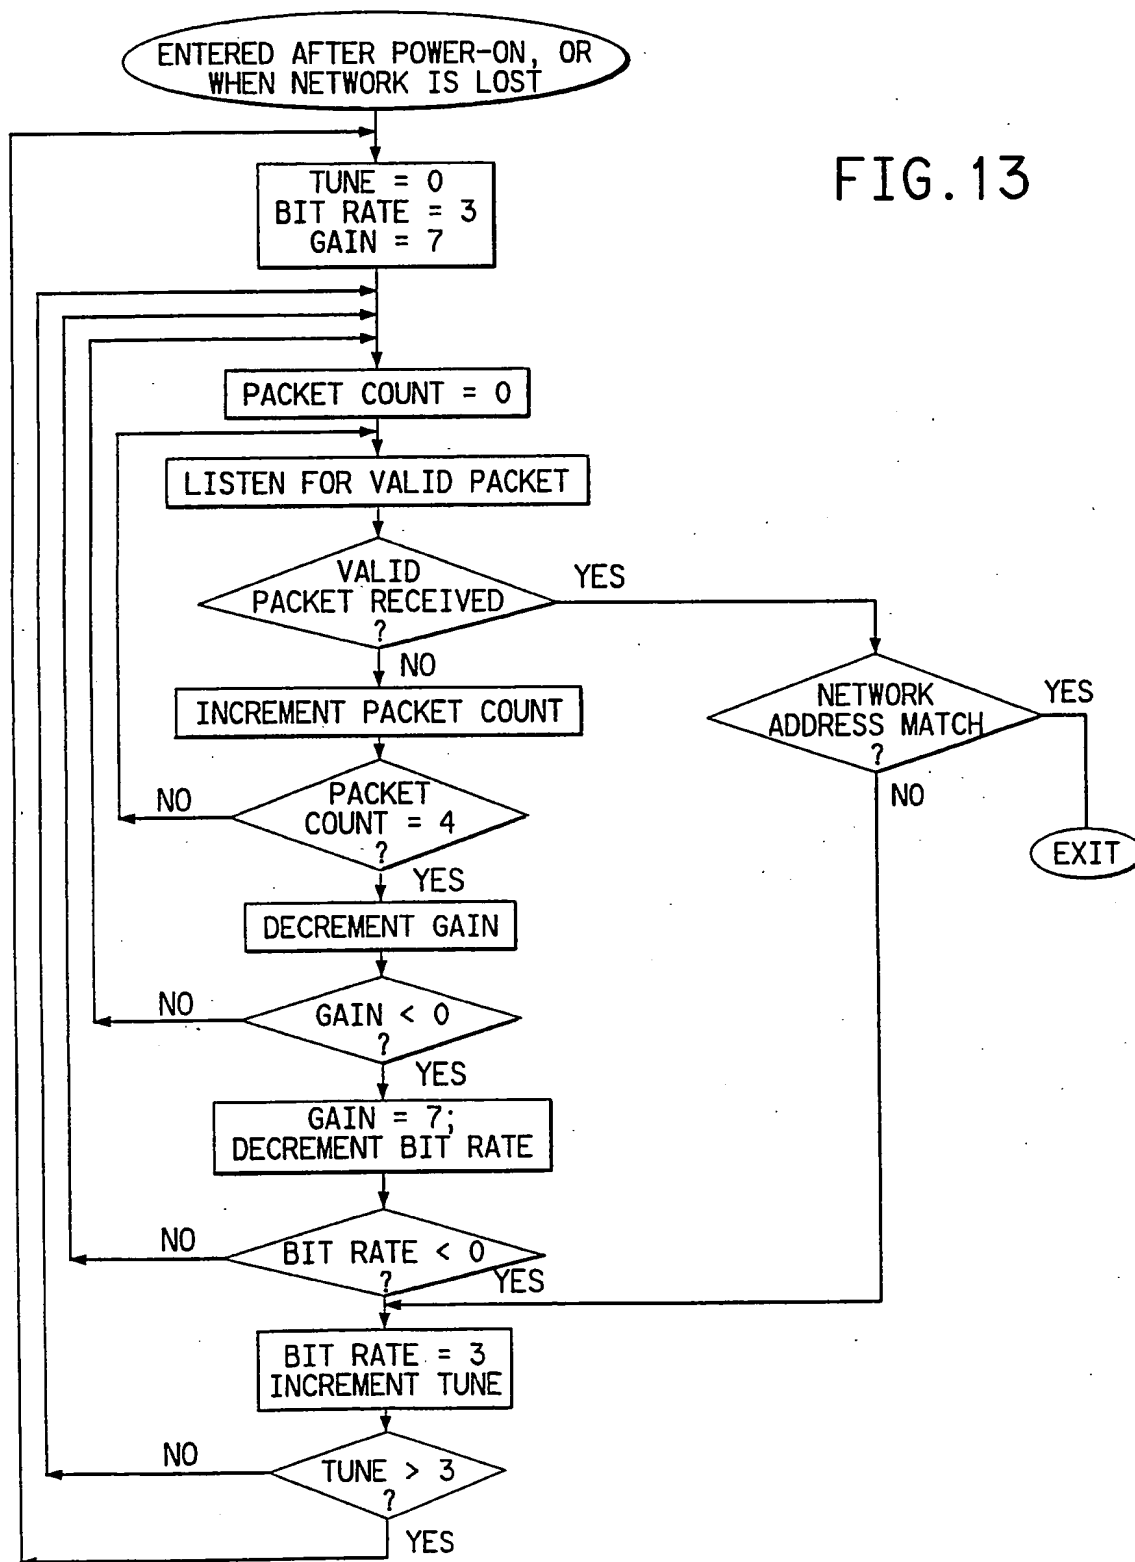 ENTERED AFTER POWER-ON, OR
WHEN NETWORK IS LOST
FIG.13
TUNE = 0
BIT RATE = 3
GAIN = 7
PACKET COUNT = 0
LISTEN FOR VALID PACKET
VALID
PACKET RECEIVED
?
YES
NO
INCREMENT PACKET COUNT
NETWORK
ADDRESS MATCH
?
YES
NO
EXIT
PACKET
COUNT = 4
?
NO
YES
DECREMENT GAIN
GAIN < 0
?
NO
YES
GAIN = 7;
DECREMENT BIT RATE
BIT RATE < 0
?
NO
YES
BIT RATE = 3
INCREMENT TUNE
TUNE > 3
?
NO
YES